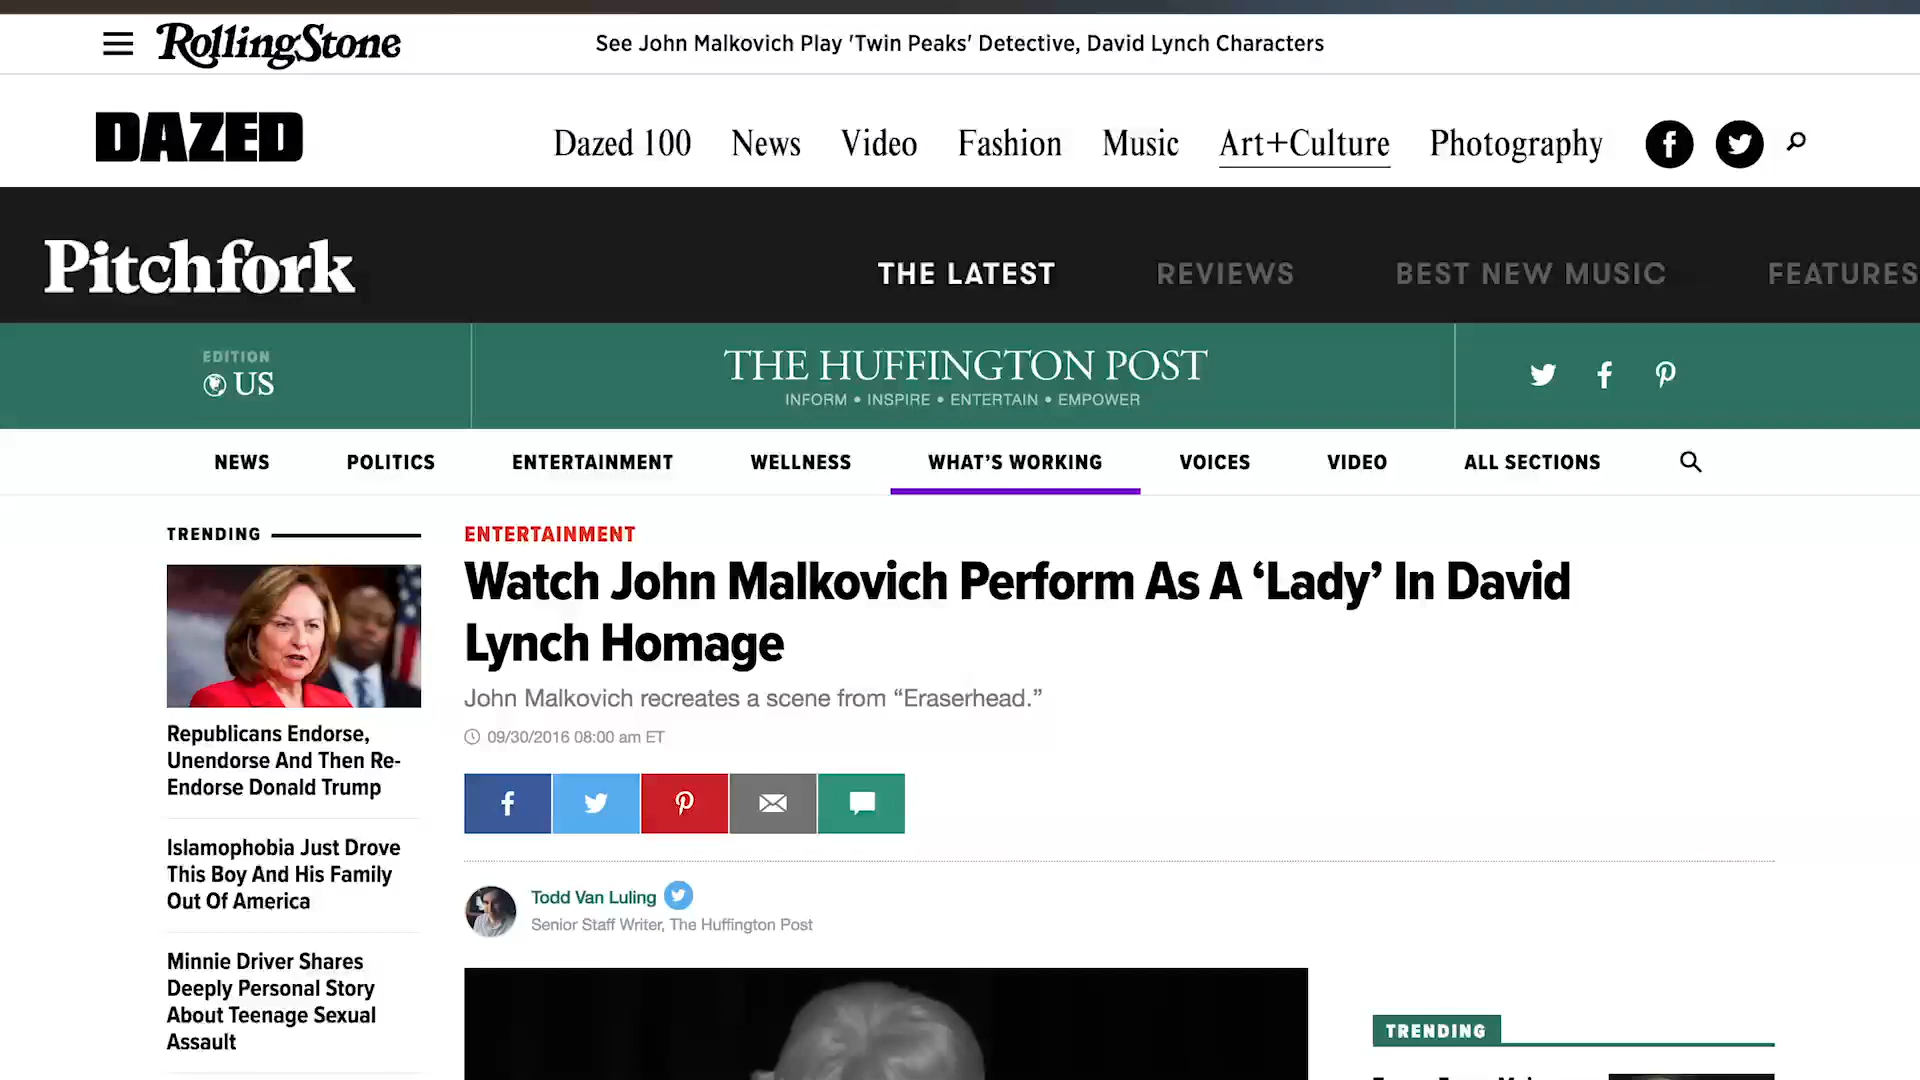 RollingStone
See John Malkovich Play 'Twin Peaks' Detective, David Lynch Characters
DAZED
Dazed 100 News Video Fashion Music Art+Culture Photography
Pitchfork
THE LATEST REVIEWS BEST NEW MUSIC FEATURES
EDITION
US
THE HUFFINGTON POST
INFORM • INSPIRE • ENTERTAIN • EMPOWER
NEWS POLITICS ENTERTAINMENT WELLNESS WHAT'S WORKING VOICES VIDEO ALL SECTIONS
TRENDING
Republicans Endorse,
Unendorse And Then Re-
Endorse Donald Trump
Islamophobia Just Drove
This Boy And His Family
Out Of America
Minnie Driver Shares
Deeply Personal Story
About Teenage Sexual
Assault
ENTERTAINMENT
Watch John Malkovich Perform As A ‘Lady’ In David
Lynch Homage
John Malkovich recreates a scene from “Eraserhead.”
09/30/2016 08:00 am ET
Todd Van Luling
Senior Staff Writer, The Huffington Post
TRENDING